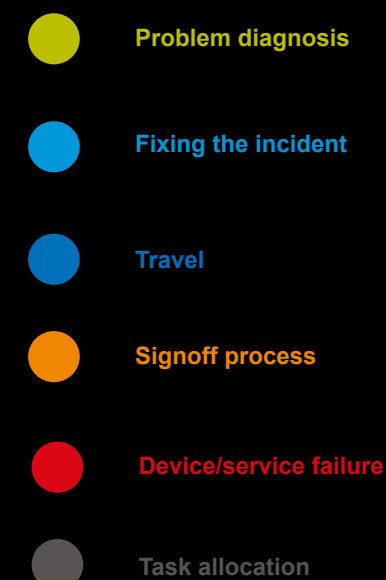 Problem diagnosis
Fixing the incident
Travel
Signoff process
Device/service failure
Task allocation